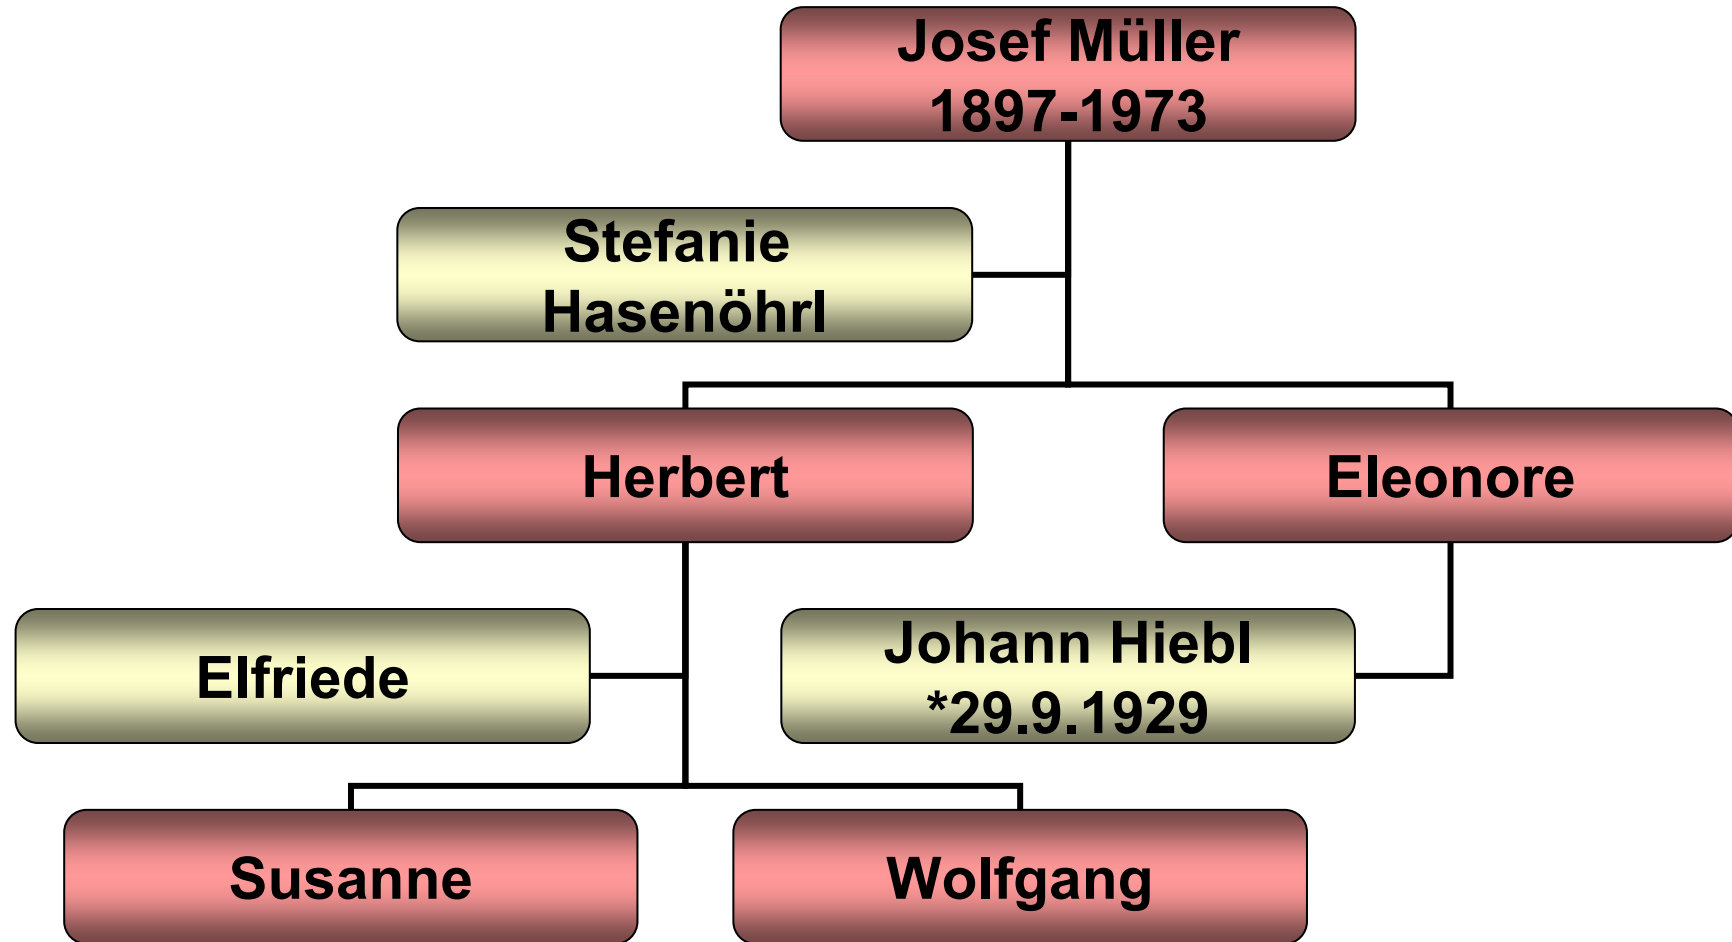 Josef Müller
1897-1973
Stefanie
Hasenöhrl
Herbert
Eleonore
Elfriede
Johann Hiebl
*29.9.1929
Susanne
Wolfgang